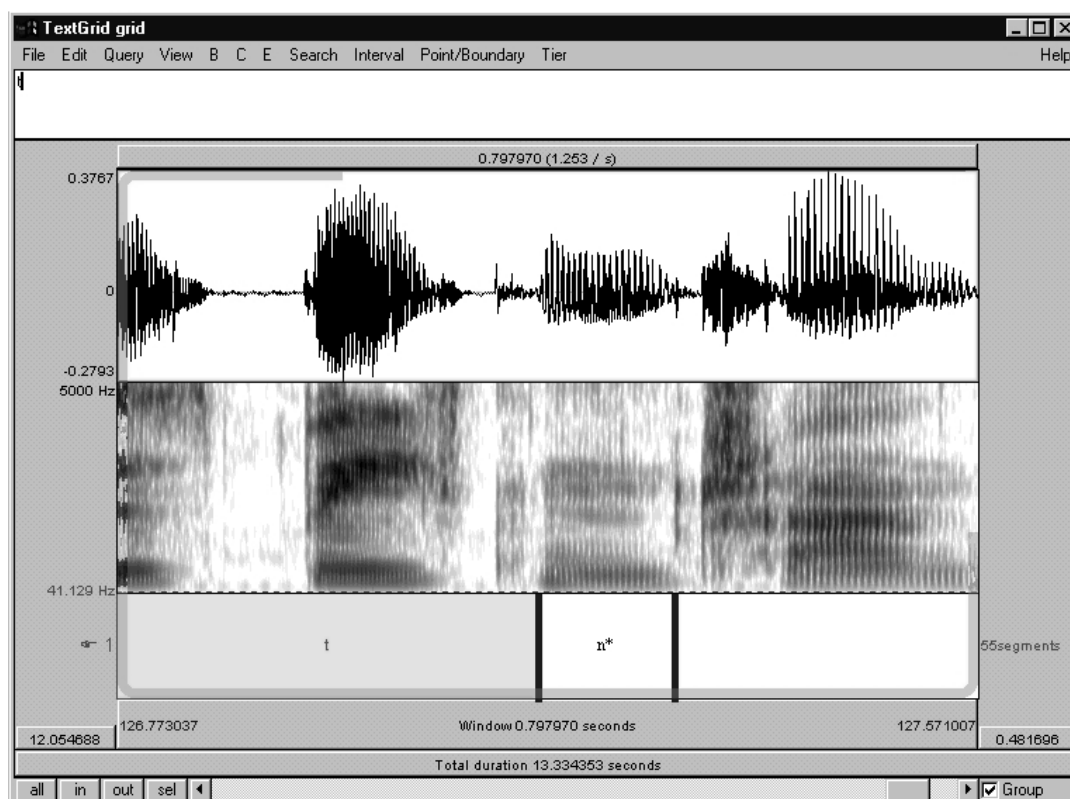 TextGrid grid
File Edit Query View B C E Search Interval Point/Boundary Tier Help
t
0.797970 (1.253 / s)
0.3767
0
-0.2793
5000 Hz
41.129 Hz
1 t n* 55segments
126.773037 Window 0.797970 seconds 127.571007
12.054688 0.481696
Total duration 13.334353 seconds
all in out sel Group